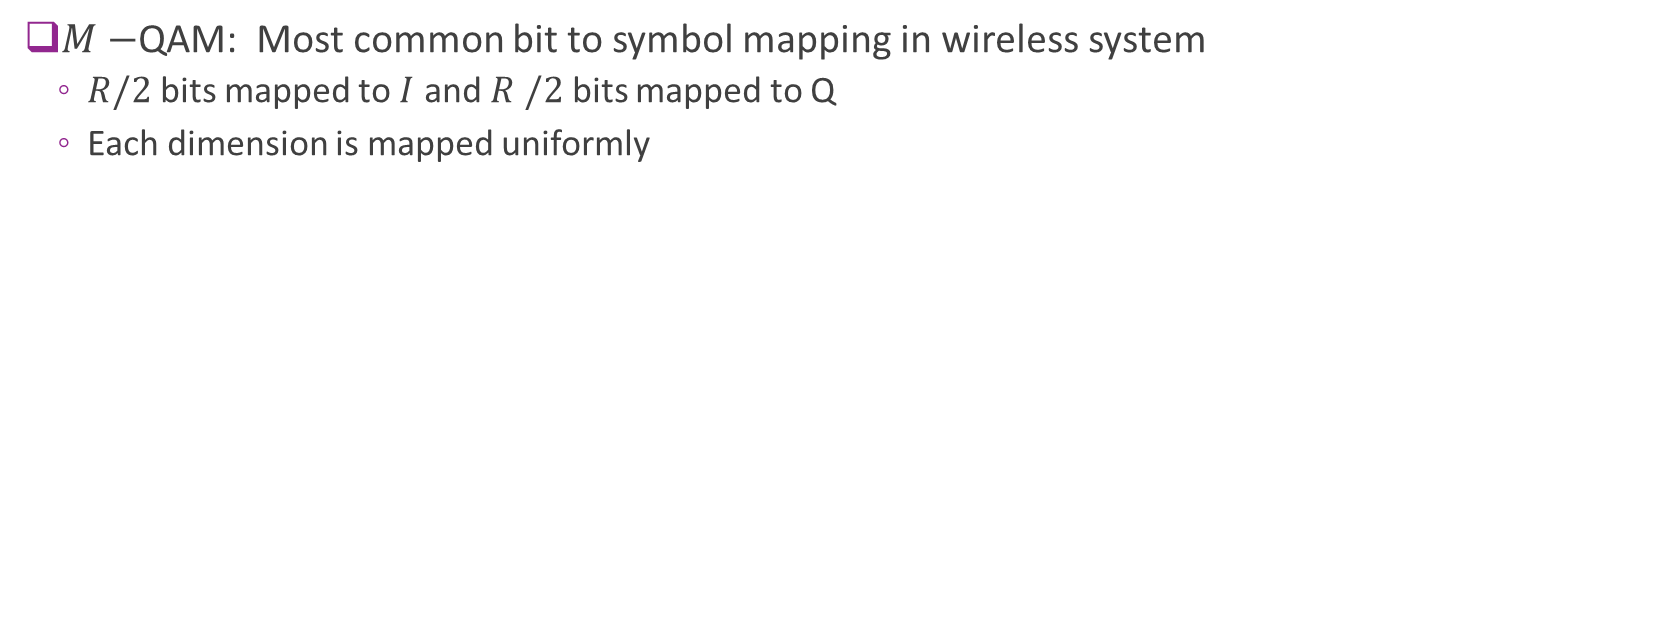 ❑𝑀 −QAM: Most common bit to symbol mapping in wireless system
◦ 𝑅/2 bits mapped to 𝐼 and 𝑅 /2 bits mapped to Q
◦ Each dimension is mapped uniformly